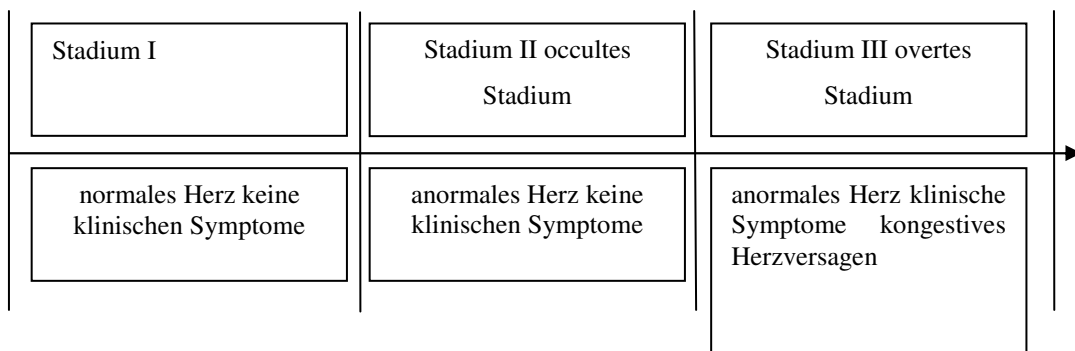 Stadium I
Stadium II occultes
Stadium
Stadium III overtes
Stadium
normales Herz keine
klinischen Symptome
anormales Herz keine
klinischen Symptome
anormales Herz klinische
Symptome kongestives
Herzversagen